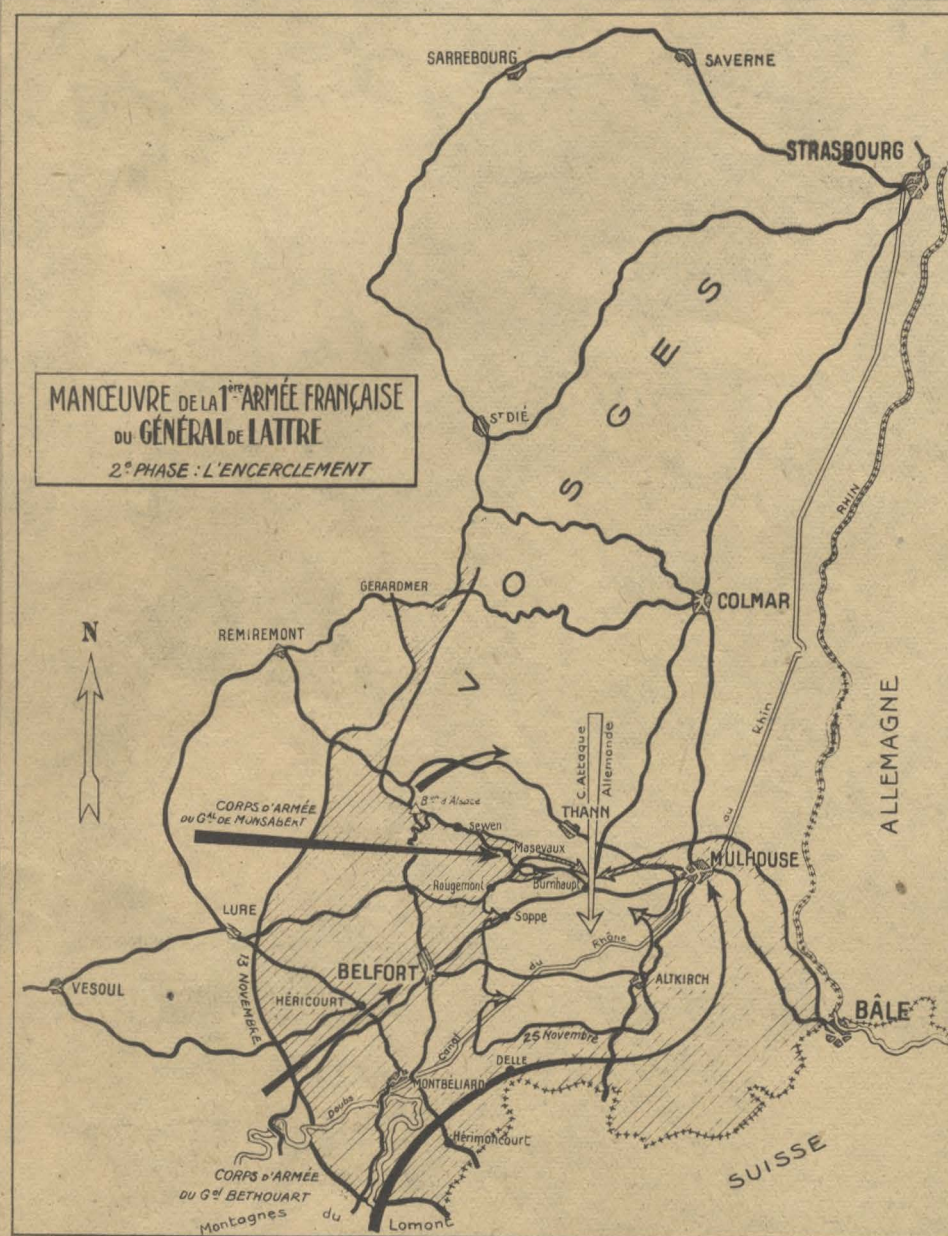 SARREBOURG
SAVERNE
STRASBOURG
MANŒUVRE DE LA 1ère ARMÉE FRANÇAISE
DU GÉNÉRAL DE LATTRE
2e PHASE : L'ENCERCLEMENT
St DIÉ
V O S G E S
RHIN
GERARDMER
COLMAR
N
REMIREMONT
ALLEMAGNE
C. Attaque
Allemande
Rhin
du
CORPS D'ARMÉE
DU Gal DE MONSABERT
Bon d'Alsace
THANN
Sewen
Masevaux
MULHOUSE
Rougemont
Burnhaupt
LURE
Soppe
Rhône
du
Canal
13 NOVEMBRE
BELFORT
ALTKIRCH
VESOUL
HÉRICOURT
BÂLE
25 Novembre
DELLE
MONTBÉLIARD
Doubs
Hérimoncourt
CORPS D'ARMÉE
DU Gal BETHOUART
SUISSE
Montagnes du Lomont